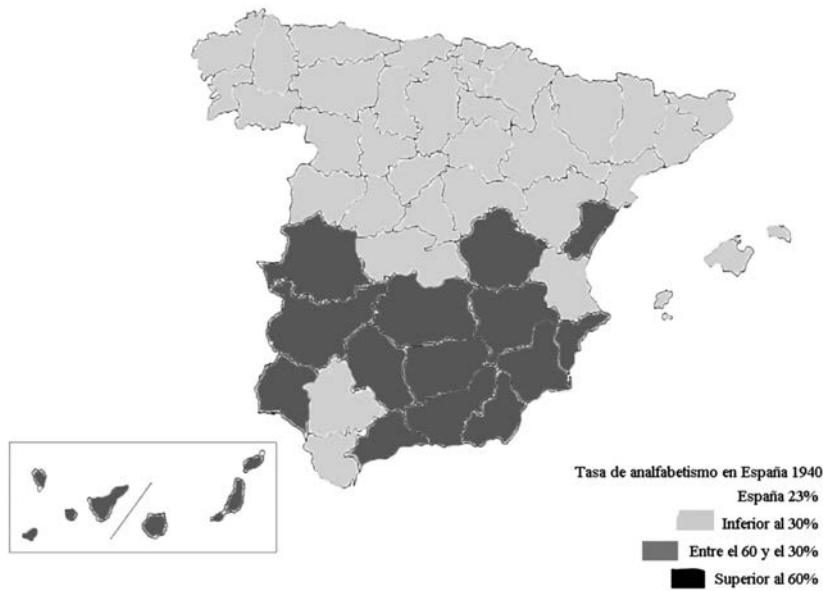 Tasa de analfabetismo en España 1940
España 23%
Inferior al 30%
Entre el 60 y el 30%
Superior al 60%